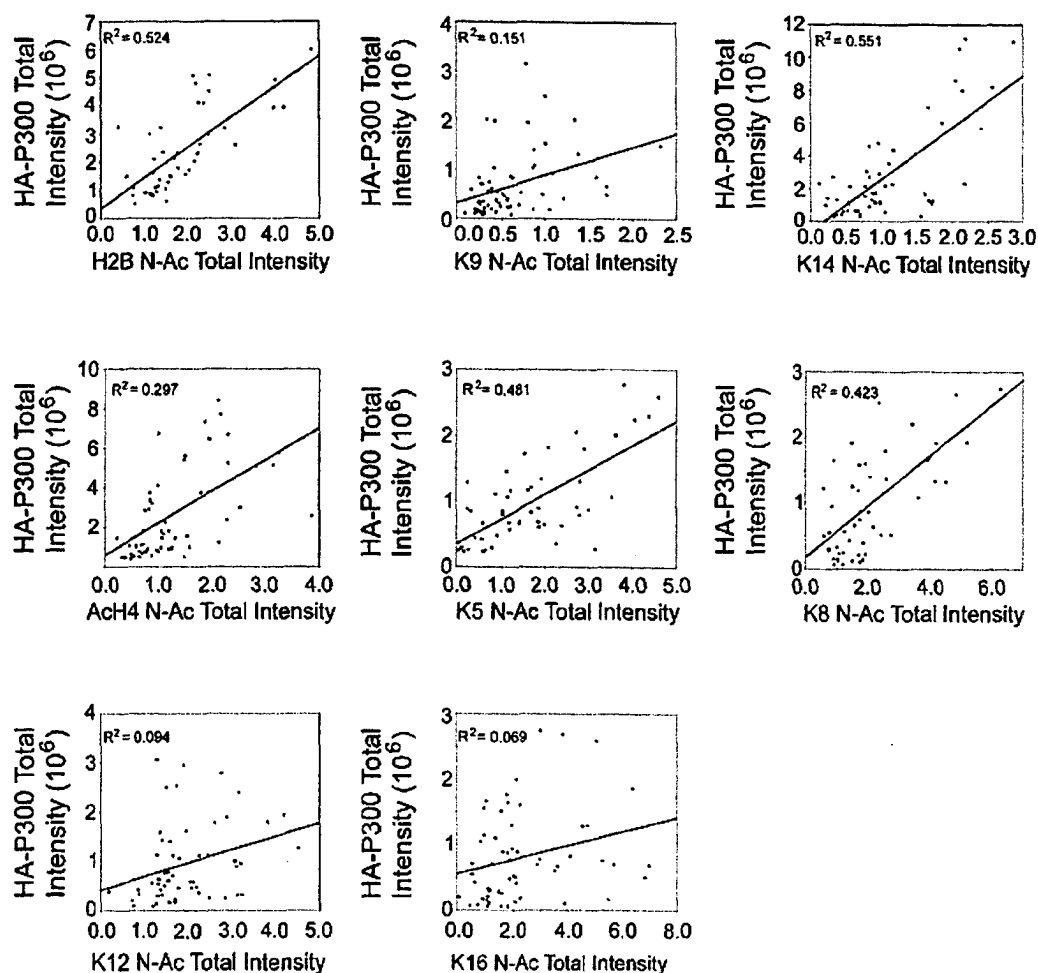 HA-P300 Total
Intensity (10⁶)
R² = 0.524
7
6
5
4
3
2
1
0
0.0 1.0 2.0 3.0 4.0 5.0
H2B N-Ac Total Intensity
HA-P300 Total
Intensity (10⁶)
R² = 0.151
4
3
2
1
0
0.0 0.5 1.0 1.5 2.0 2.5
K9 N-Ac Total Intensity
HA-P300 Total
Intensity (10⁶)
R² = 0.551
12
10
8
6
4
2
0
0.0 0.5 1.0 1.5 2.0 2.5 3.0
K14 N-Ac Total Intensity
HA-P300 Total
Intensity (10⁶)
R² = 0.297
10
8
6
4
2
0.0 1.0 2.0 3.0 4.0
AcH4 N-Ac Total Intensity
HA-P300 Total
Intensity (10⁶)
R² = 0.481
3
2
1
0
0.0 1.0 2.0 3.0 4.0 5.0
K5 N-Ac Total Intensity
HA-P300 Total
Intensity (10⁶)
R² = 0.423
3
2
1
0
0.0 2.0 4.0 6.0
K8 N-Ac Total Intensity
HA-P300 Total
Intensity (10⁶)
R² = 0.094
4
3
2
1
0
0.0 1.0 2.0 3.0 4.0 5.0
K12 N-Ac Total Intensity
HA-P300 Total
Intensity (10⁶)
R² = 0.069
3
2
1
0
0.0 2.0 4.0 6.0 8.0
K16 N-Ac Total Intensity